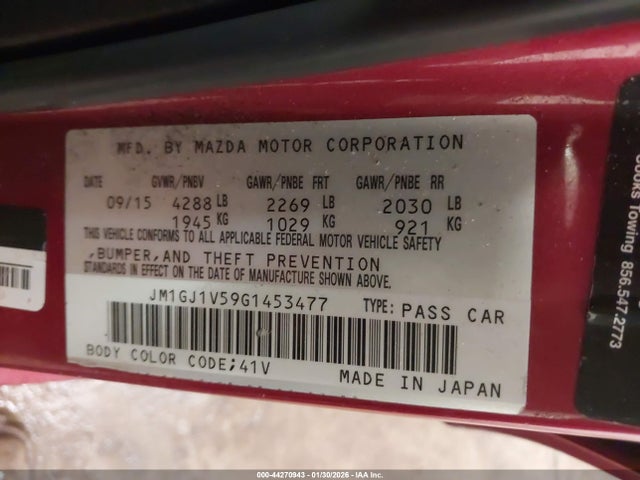 MFD. BY MAZDA MOTOR CORPORATION
DATE GVWR/PNBV GAWR/PNBE FRT GAWR/PNBE RR
09/15 4288 LB 2269 LB 2030 LB
1945 KG 1029 KG 921 KG
THIS VEHICLE CONFORMS TO ALL APPLICABLE FEDERAL MOTOR VEHICLE SAFETY
,BUMPER,AND THEFT PREVENTION
STANDARDS IN EFFECT ON THE DATE OF MANUFACTURE SHOWN ABOVE.
JM1GJ1V59G1453477 TYPE: PASS CAR
BODY COLOR CODE;41V
MADE IN JAPAN
Cooks Towing 856.547.2773
000-44270943 | 01/30/2026 | IAA Inc.